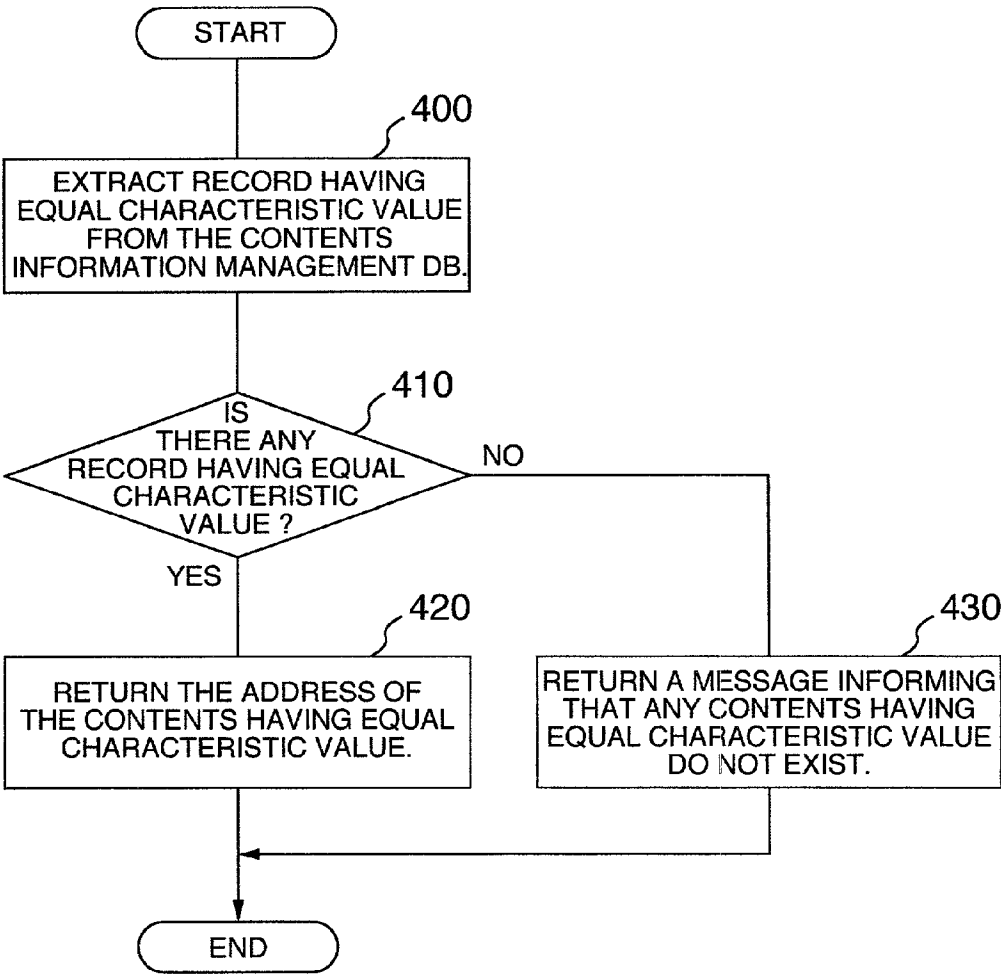 START
400
EXTRACT RECORD HAVING
EQUAL CHARACTERISTIC VALUE
FROM THE CONTENTS
INFORMATION MANAGEMENT DB.
410
IS
THERE ANY
RECORD HAVING EQUAL
CHARACTERISTIC
VALUE ?
NO
YES
420
RETURN THE ADDRESS OF
THE CONTENTS HAVING EQUAL
CHARACTERISTIC VALUE.
430
RETURN A MESSAGE INFORMING
THAT ANY CONTENTS HAVING
EQUAL CHARACTERISTIC VALUE
DO NOT EXIST.
END